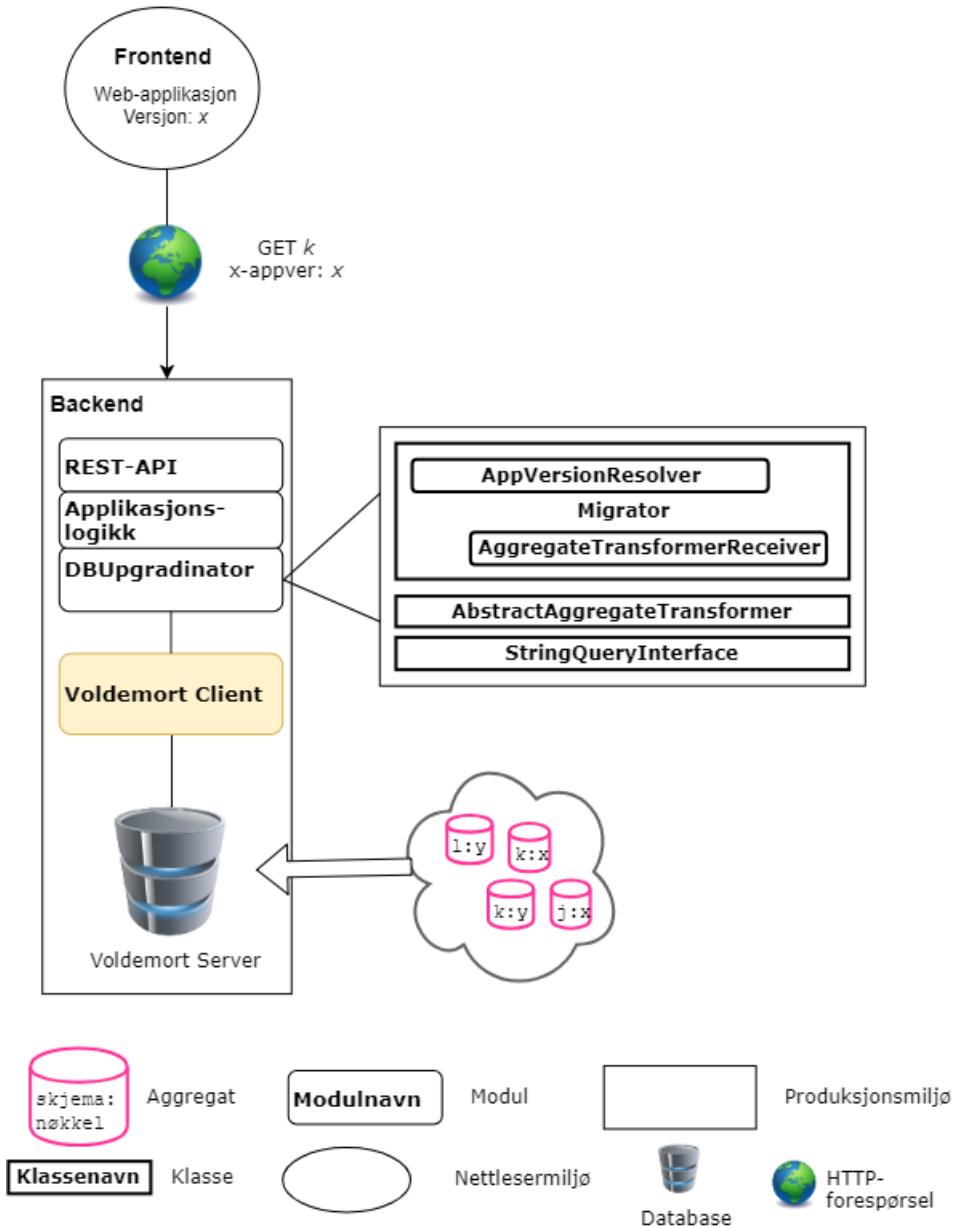 Frontend
Web-applikasjon
Versjon: x
GET k
x-appver: x
Backend
REST-API
Applikasjons-
logikk
DBUpgradinator
AppVersionResolver
Migrator
AggregateTransformerReceiver
AbstractAggregateTransformer
StringQueryInterface
Voldemort Client
l:y
k:x
k:y
j:x
Voldemort Server
skjema:
nøkkel
Aggregat
Modulnavn
Modul
Produksjonsmiljø
Klassenavn
Klasse
Nettlesermiljø
Database
HTTP-
forespørsel